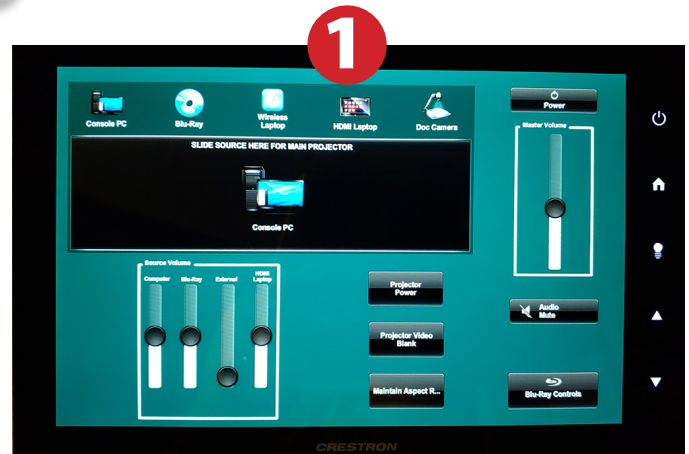 1
Console PC
Blu-Ray
Wireless
Laptop
HDMI Laptop
Doc Camera
SLIDE SOURCE HERE FOR MAIN PROJECTOR
Console PC
Power
Master Volume
Source Volume
Computer
Blu-Ray
External
HDMI
Laptop
Projector
Power
Projector Video
Blank
Maintain Aspect R...
Audio
Mute
Blu-Ray Controls
CRESTRON